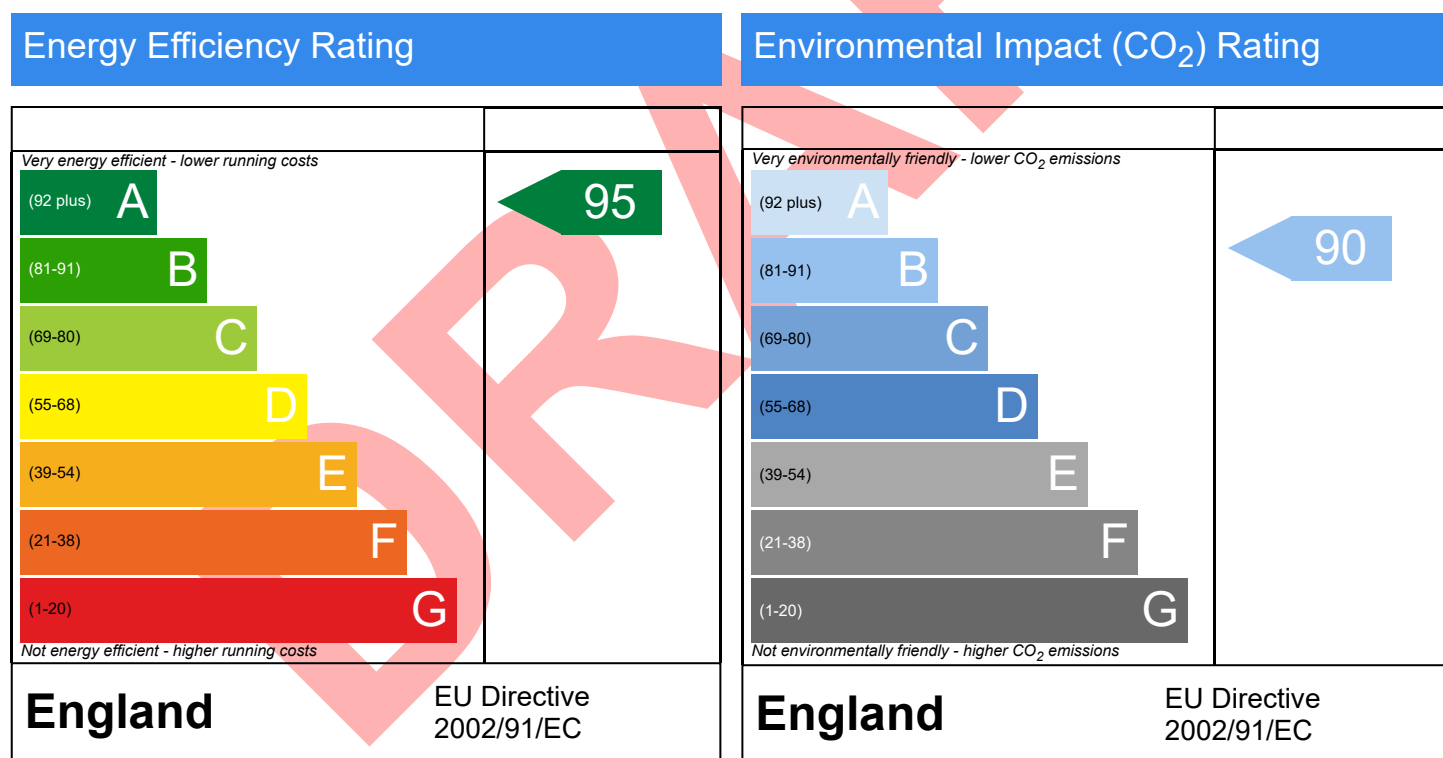 Energy Efficiency Rating
Very energy efficient - lower running costs
(92 plus) A
95
(81-91) B
(69-80) C
(55-68) D
(39-54) E
(21-38) F
(1-20) G
Not energy efficient - higher running costs
England
EU Directive
2002/91/EC
Environmental Impact (CO₂) Rating
Very environmentally friendly - lower CO₂ emissions
(92 plus) A
(81-91) B
90
(69-80) C
(55-68) D
(39-54) E
(21-38) F
(1-20) G
Not environmentally friendly - higher CO₂ emissions
England
EU Directive
2002/91/EC
DRA